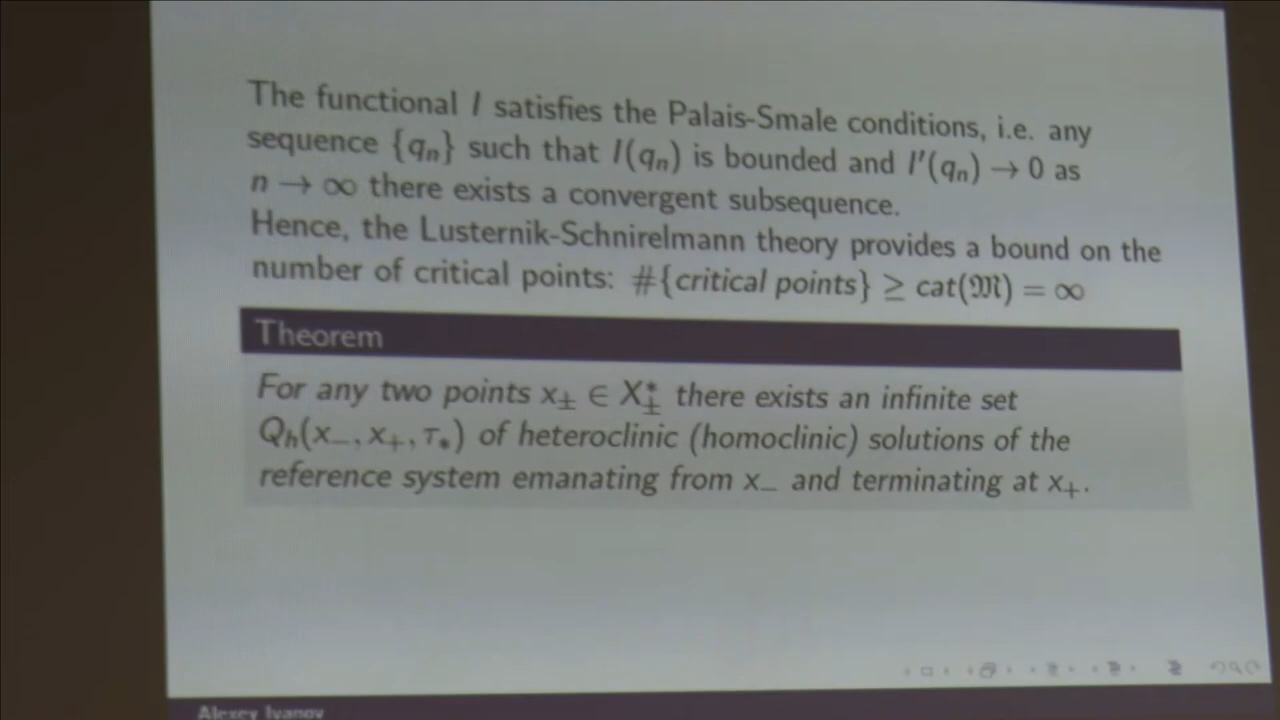 The functional I satisfies the Palais-Smale conditions, i.e. any
sequence {qₙ} such that I(qₙ) is bounded and I′(qₙ) → 0 as
n → ∞ there exists a convergent subsequence.
Hence, the Lusternik-Schnirelmann theory provides a bound on the
number of critical points: #{critical points} ≥ cat(𝔐) = ∞
Theorem
For any two points x± ∈ X*± there exists an infinite set
Qₕ(x₋, x₊, τ*) of heteroclinic (homoclinic) solutions of the
reference system emanating from x₋ and terminating at x₊.
Alexey Ivanov